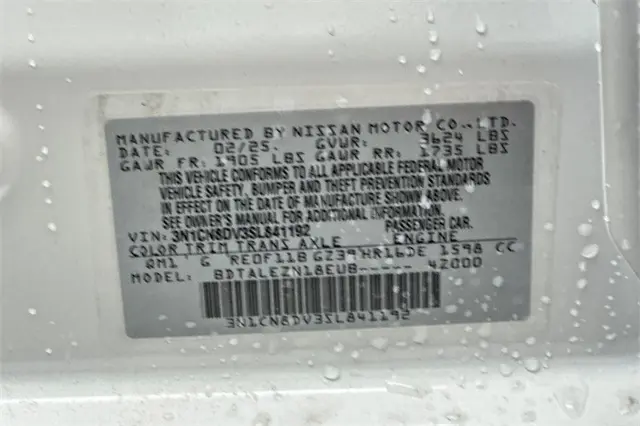 MANUFACTURED BY NISSAN MOTOR CO., LTD.
DATE: 02/25. GVWR: 3624 LBS
GAWR FR: 1905 LBS GAWR RR: 1735 LBS
THIS VEHICLE CONFORMS TO ALL APPLICABLE FEDERAL MOTOR
VEHICLE SAFETY, BUMPER AND THEFT PREVENTION STANDARDS
IN EFFECT ON THE DATE OF MANUFACTURE SHOWN ABOVE.
SEE OWNER'S MANUAL FOR ADDITIONAL INFORMATION.
VIN: 3N1CN8DV3SL841192 PASSENGER CAR.
COLOR TRIM TRANS AXLE ENGINE
QM1 G RE0F11B GZ39 HR16DE 1598 CC
MODEL: BDTALEZN18EUB----- 42000
3N1CN8DV3SL841192